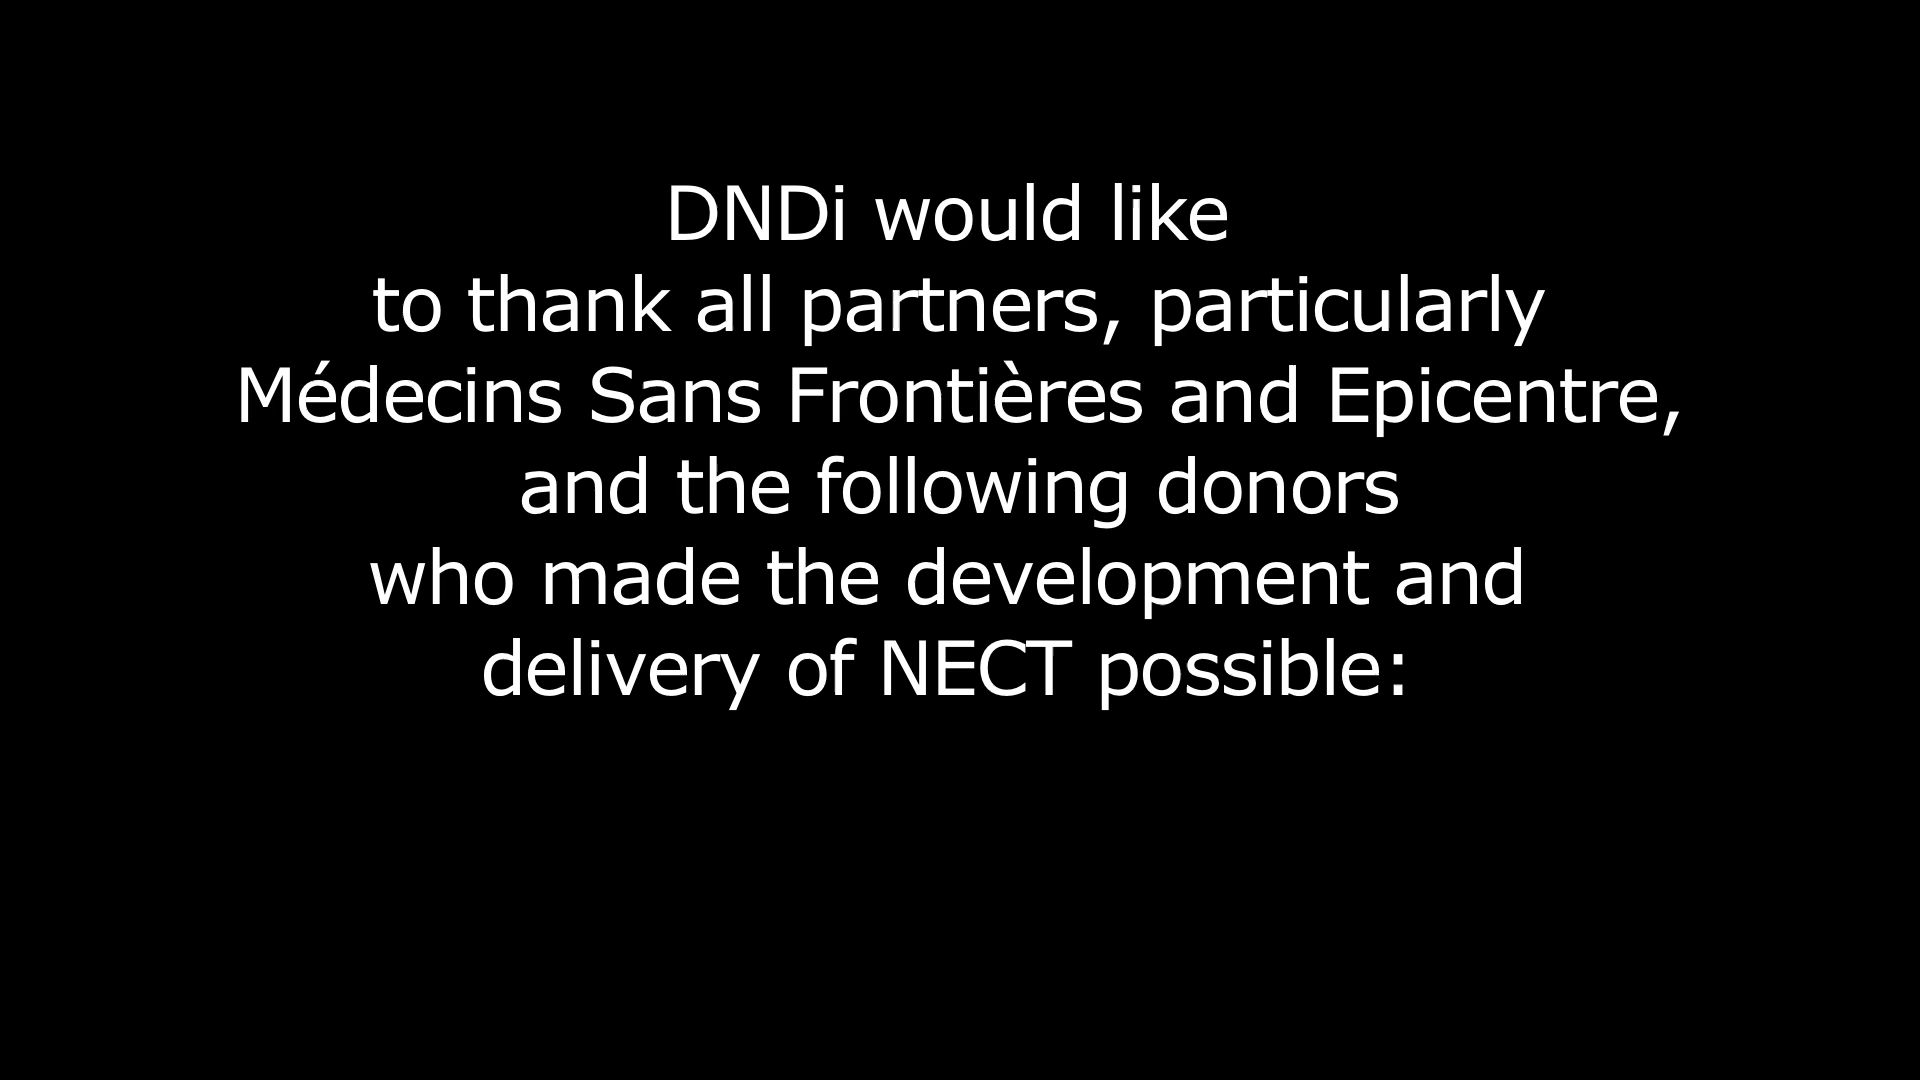 DNDi would like
to thank all partners, particularly
Médecins Sans Frontières and Epicentre,
and the following donors
who made the development and
delivery of NECT possible: